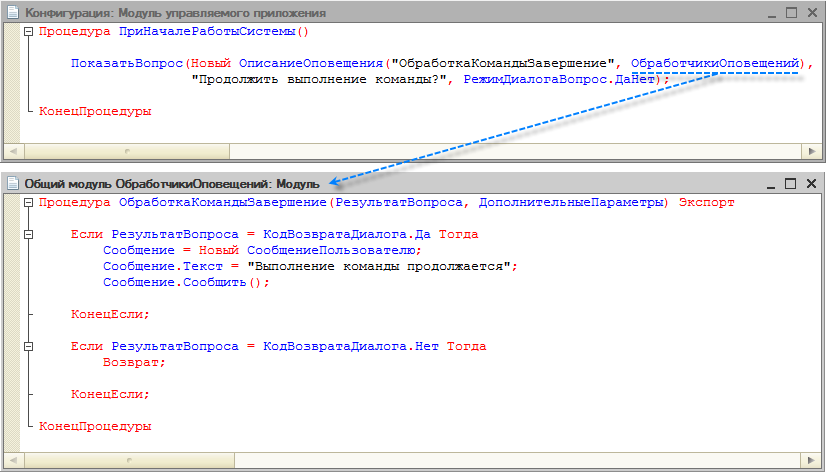 Конфигурация: Модуль управляемого приложения
Процедура ПриНачалеРаботыСистемы()
ПоказатьВопрос(Новый ОписаниеОповещения("ОбработкаКомандыЗавершение", ОбработчикиОповещений),
"Продолжить выполнение команды?", РежимДиалогаВопрос.ДаНет);
КонецПроцедуры
Общий модуль ОбработчикиОповещений: Модуль
Процедура ОбработкаКомандыЗавершение(РезультатВопроса, ДополнительныеПараметры) Экспорт
Если РезультатВопроса = КодВозвратаДиалога.Да Тогда
Сообщение = Новый СообщениеПользователю;
Сообщение.Текст = "Выполнение команды продолжается";
Сообщение.Сообщить();
КонецЕсли;
Если РезультатВопроса = КодВозвратаДиалога.Нет Тогда
Возврат;
КонецЕсли;
КонецПроцедуры